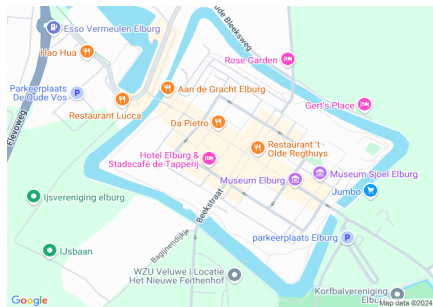 Esso Vermeulen Elburg
Hao Hua
Oude Bleeksweg
Rose Garden
Parkeerplaats
De Oude Vos
Aan de Gracht Elburg
Gert's Place
Restaurant Lucca
Flevoweg
Da Pietro
Restaurant 't
Olde Regthuys
Hotel Elburg &
Stadscafé de Tapperij
Museum Sjoel Elburg
Museum Elburg
Jumbo
Ijsvereniging elburg
Beekstraat
Bagijnendijk
parkeerplaats Elburg
IJsbaan
WZU Veluwe | Locatie
Het Nieuwe Feithenhof
Korfbalvereniging
Elburg
Google
Map data ©2024